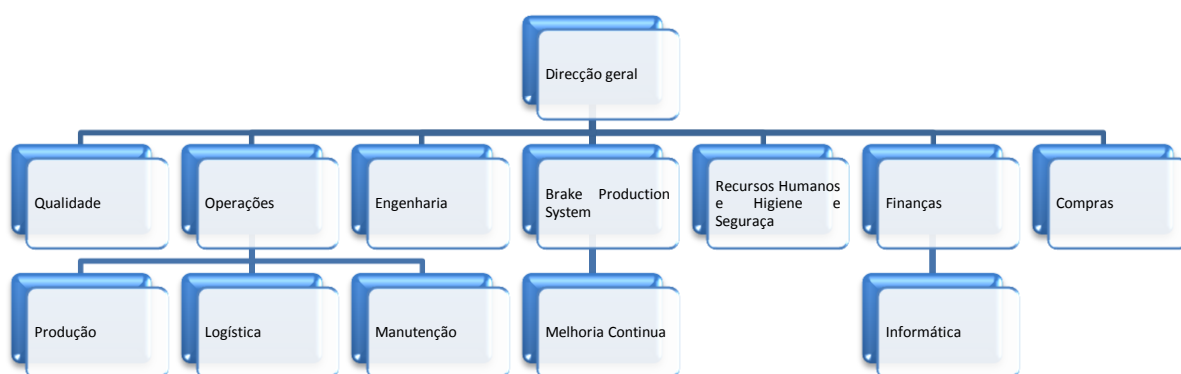 Direcção geral
Qualidade
Operações
Engenharia
Brake Production
System
Recursos Humanos
e Higiene e
Seguraça
Finanças
Compras
Produção
Logística
Manutenção
Melhoria Continua
Informática